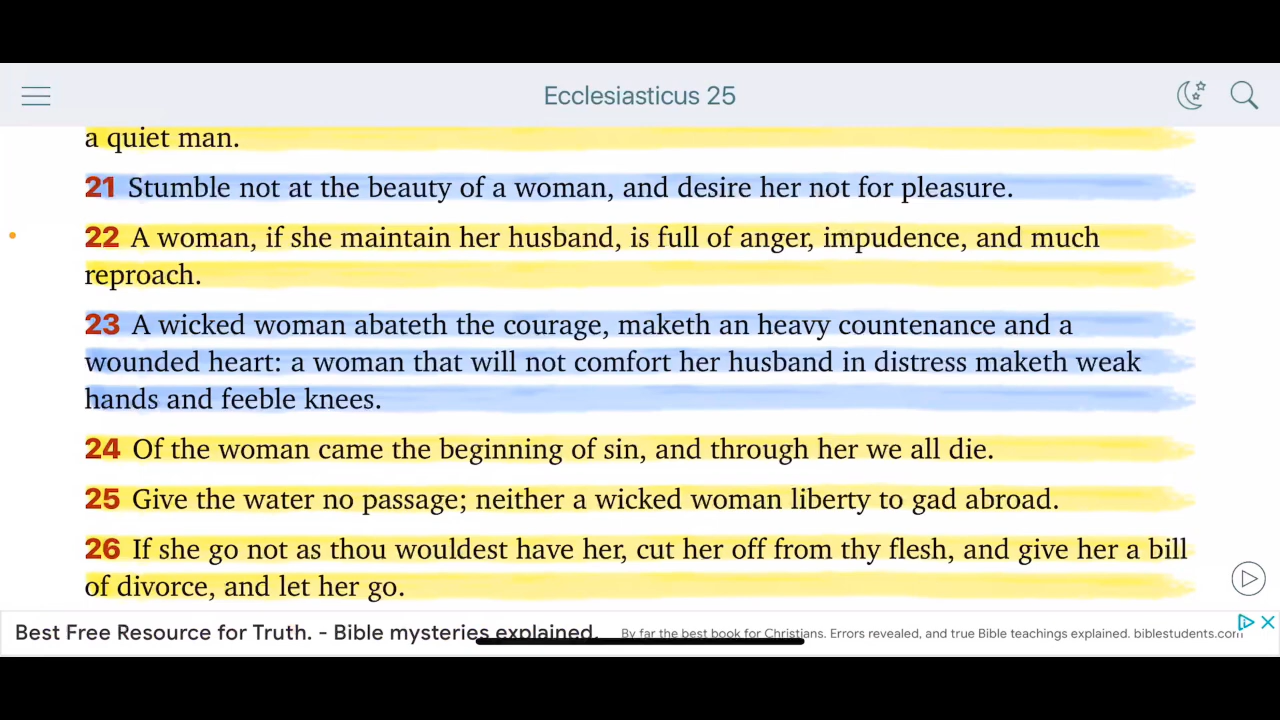 Ecclesiasticus 25
a quiet man.
21 Stumble not at the beauty of a woman, and desire her not for pleasure.
22 A woman, if she maintain her husband, is full of anger, impudence, and much
reproach.
23 A wicked woman abateth the courage, maketh an heavy countenance and a
wounded heart: a woman that will not comfort her husband in distress maketh weak
hands and feeble knees.
24 Of the woman came the beginning of sin, and through her we all die.
25 Give the water no passage; neither a wicked woman liberty to gad abroad.
26 If she go not as thou wouldest have her, cut her off from thy flesh, and give her a bill
of divorce, and let her go.
Best Free Resource for Truth. - Bible mysteries explained. By far the best book for Christians. Errors revealed, and true Bible teachings explained. biblestudents.com